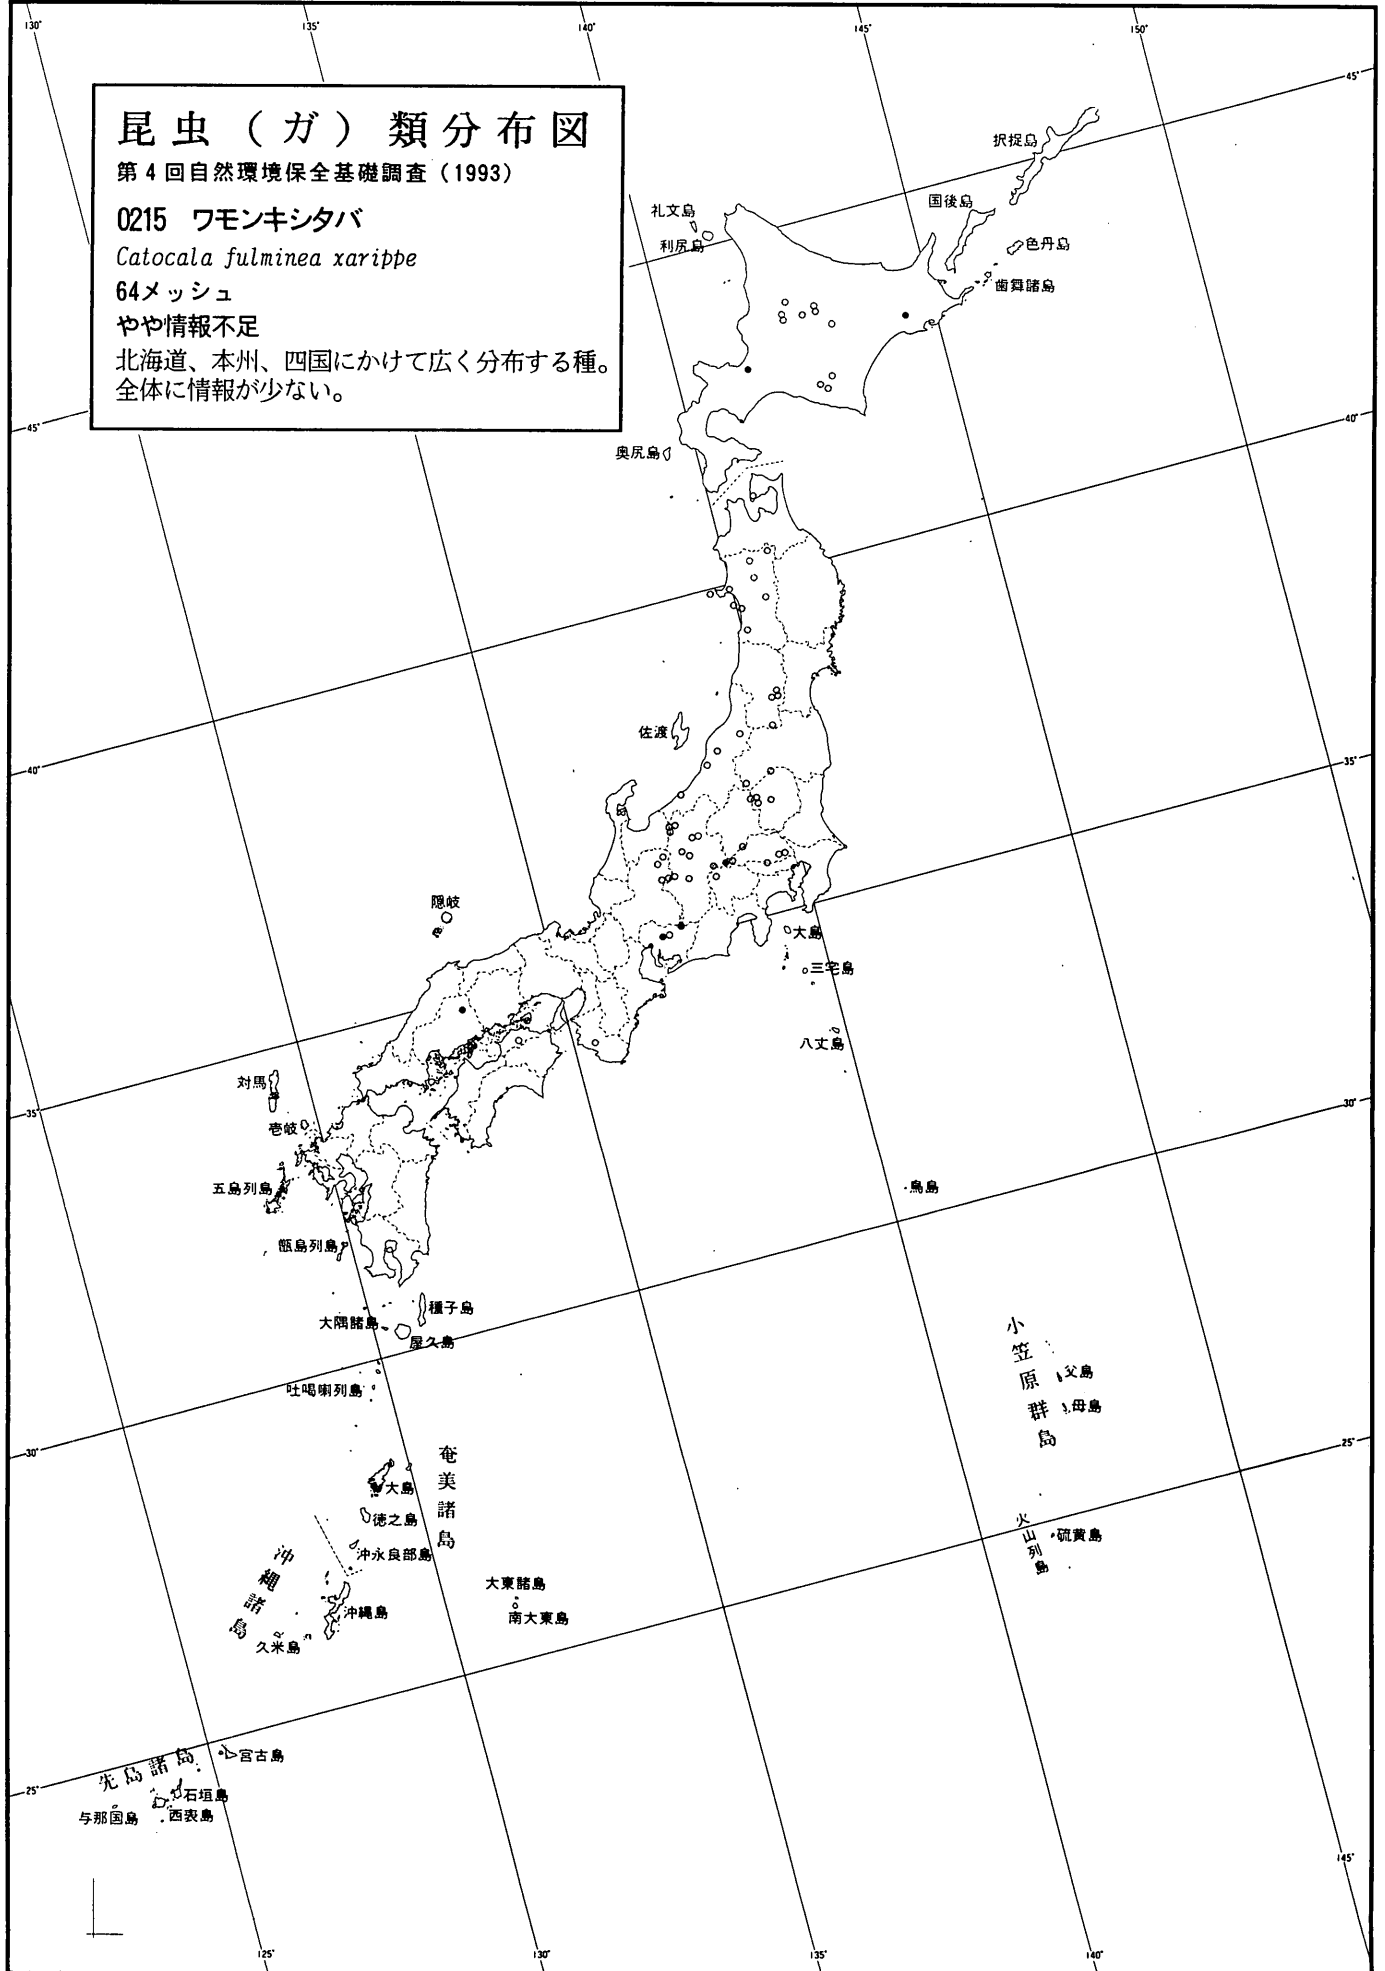 130° 135° 140° 145° 150°
昆虫（ガ）類分布図
第4回自然環境保全基礎調査（1993）
0215 ワモンキシタバ
Catocala fulminea xarippe
64メッシュ
やや情報不足
北海道、本州、四国にかけて広く分布する種。
全体に情報が少ない。
45°
択捉島
国後島
礼文島
利尻島
色丹島
歯舞諸島
45°
40°
奥尻島
佐渡
40°
35°
隠岐
大島
三宅島
八丈島
対馬
35°
壱岐
30°
五島列島
鳥島
甑島列島
種子島
大隅諸島
屋久島
吐噶喇列島
小笠原群島
父島
母島
30°
25°
奄美諸島
大島
徳之島
沖永良部島
火山列島
硫黄島
沖縄諸島
沖縄島
久米島
大東諸島
南大東島
先島諸島
宮古島
25°
石垣島
与那国島
西表島
145°
125° 130° 135° 140°